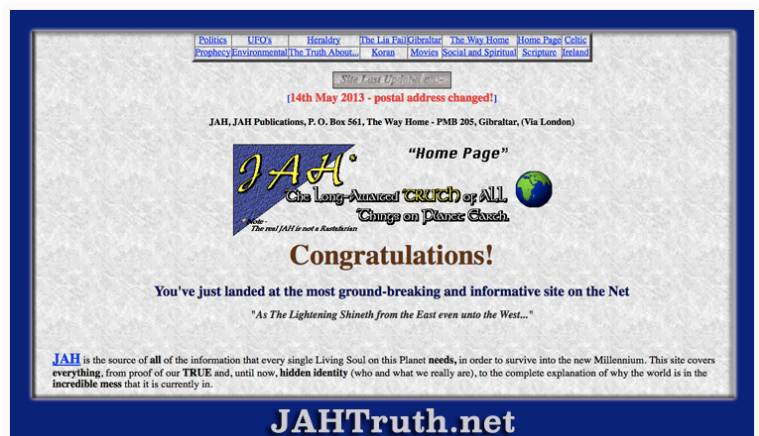 Politics UFO's Heraldry The Lia Fail Gibraltar The Way Home Home Page Celtic
Prophecy Environmental The Truth About... Koran Movies Social and Spiritual Scripture Ireland
Site Last Updated on:-
[14th May 2013 - postal address changed!]
JAH, JAH Publications, P. O. Box 561, The Way Home - PMB 205, Gibraltar, (Via London)
"Home Page"
JAH*
The Long-Awaited TRUTH of ALL
Things on Planet Earth.
* Note -
The real JAH is not a Rastafarian
Congratulations!
You've just landed at the most ground-breaking and informative site on the Net
"As The Lightening Shineth from the East even unto the West..."
JAH is the source of all of the information that every single Living Soul on this Planet needs, in order to survive into the new Millennium. This site covers
everything, from proof of our TRUE and, until now, hidden identity (who and what we really are), to the complete explanation of why the world is in the
incredible mess that it is currently in.
JAHTruth.net